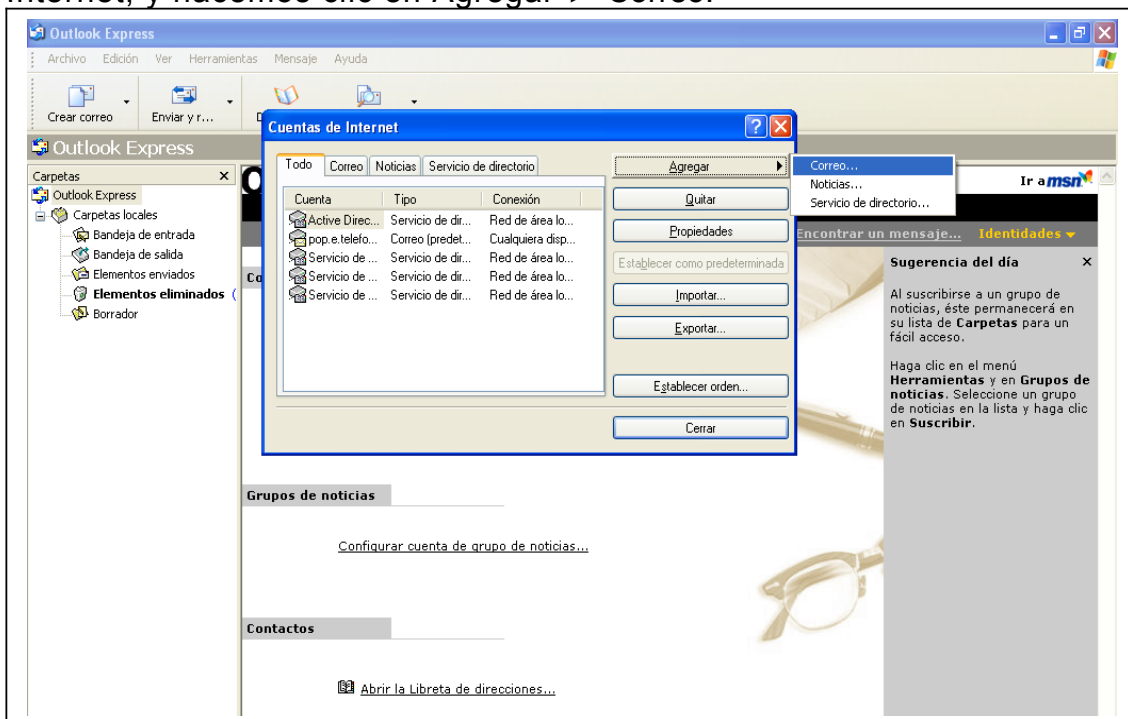 Internet, y hacemos clic en Agregar -> Correo.
Outlook Express
Archivo Edición Ver Herramientas Mensaje Ayuda
Crear correo Enviar y r...
Outlook Express
Carpetas
Outlook Express
Carpetas locales
Bandeja de entrada
Bandeja de salida
Elementos enviados
Elementos eliminados (
Borrador
Cuentas de Internet
Todo Correo Noticias Servicio de directorio
Cuenta Tipo Conexión
Active Direc... Servicio de dir... Red de área lo...
pop.e.telefo... Correo (predet... Cualquiera disp...
Servicio de ... Servicio de dir... Red de área lo...
Servicio de ... Servicio de dir... Red de área lo...
Servicio de ... Servicio de dir... Red de área lo...
Agregar
Quitar
Propiedades
Establecer como predeterminada
Importar...
Exportar...
Establecer orden...
Cerrar
Correo...
Noticias...
Servicio de directorio...
Ir a msn
Encontrar un mensaje... Identidades
Sugerencia del día
Al suscribirse a un grupo de
noticias, éste permanecerá en
su lista de Carpetas para un
fácil acceso.
Haga clic en el menú
Herramientas y en Grupos de
noticias. Seleccione un grupo
de noticias en la lista y haga clic
en Suscribir.
Grupos de noticias
Configurar cuenta de grupo de noticias...
Contactos
Abrir la Libreta de direcciones...